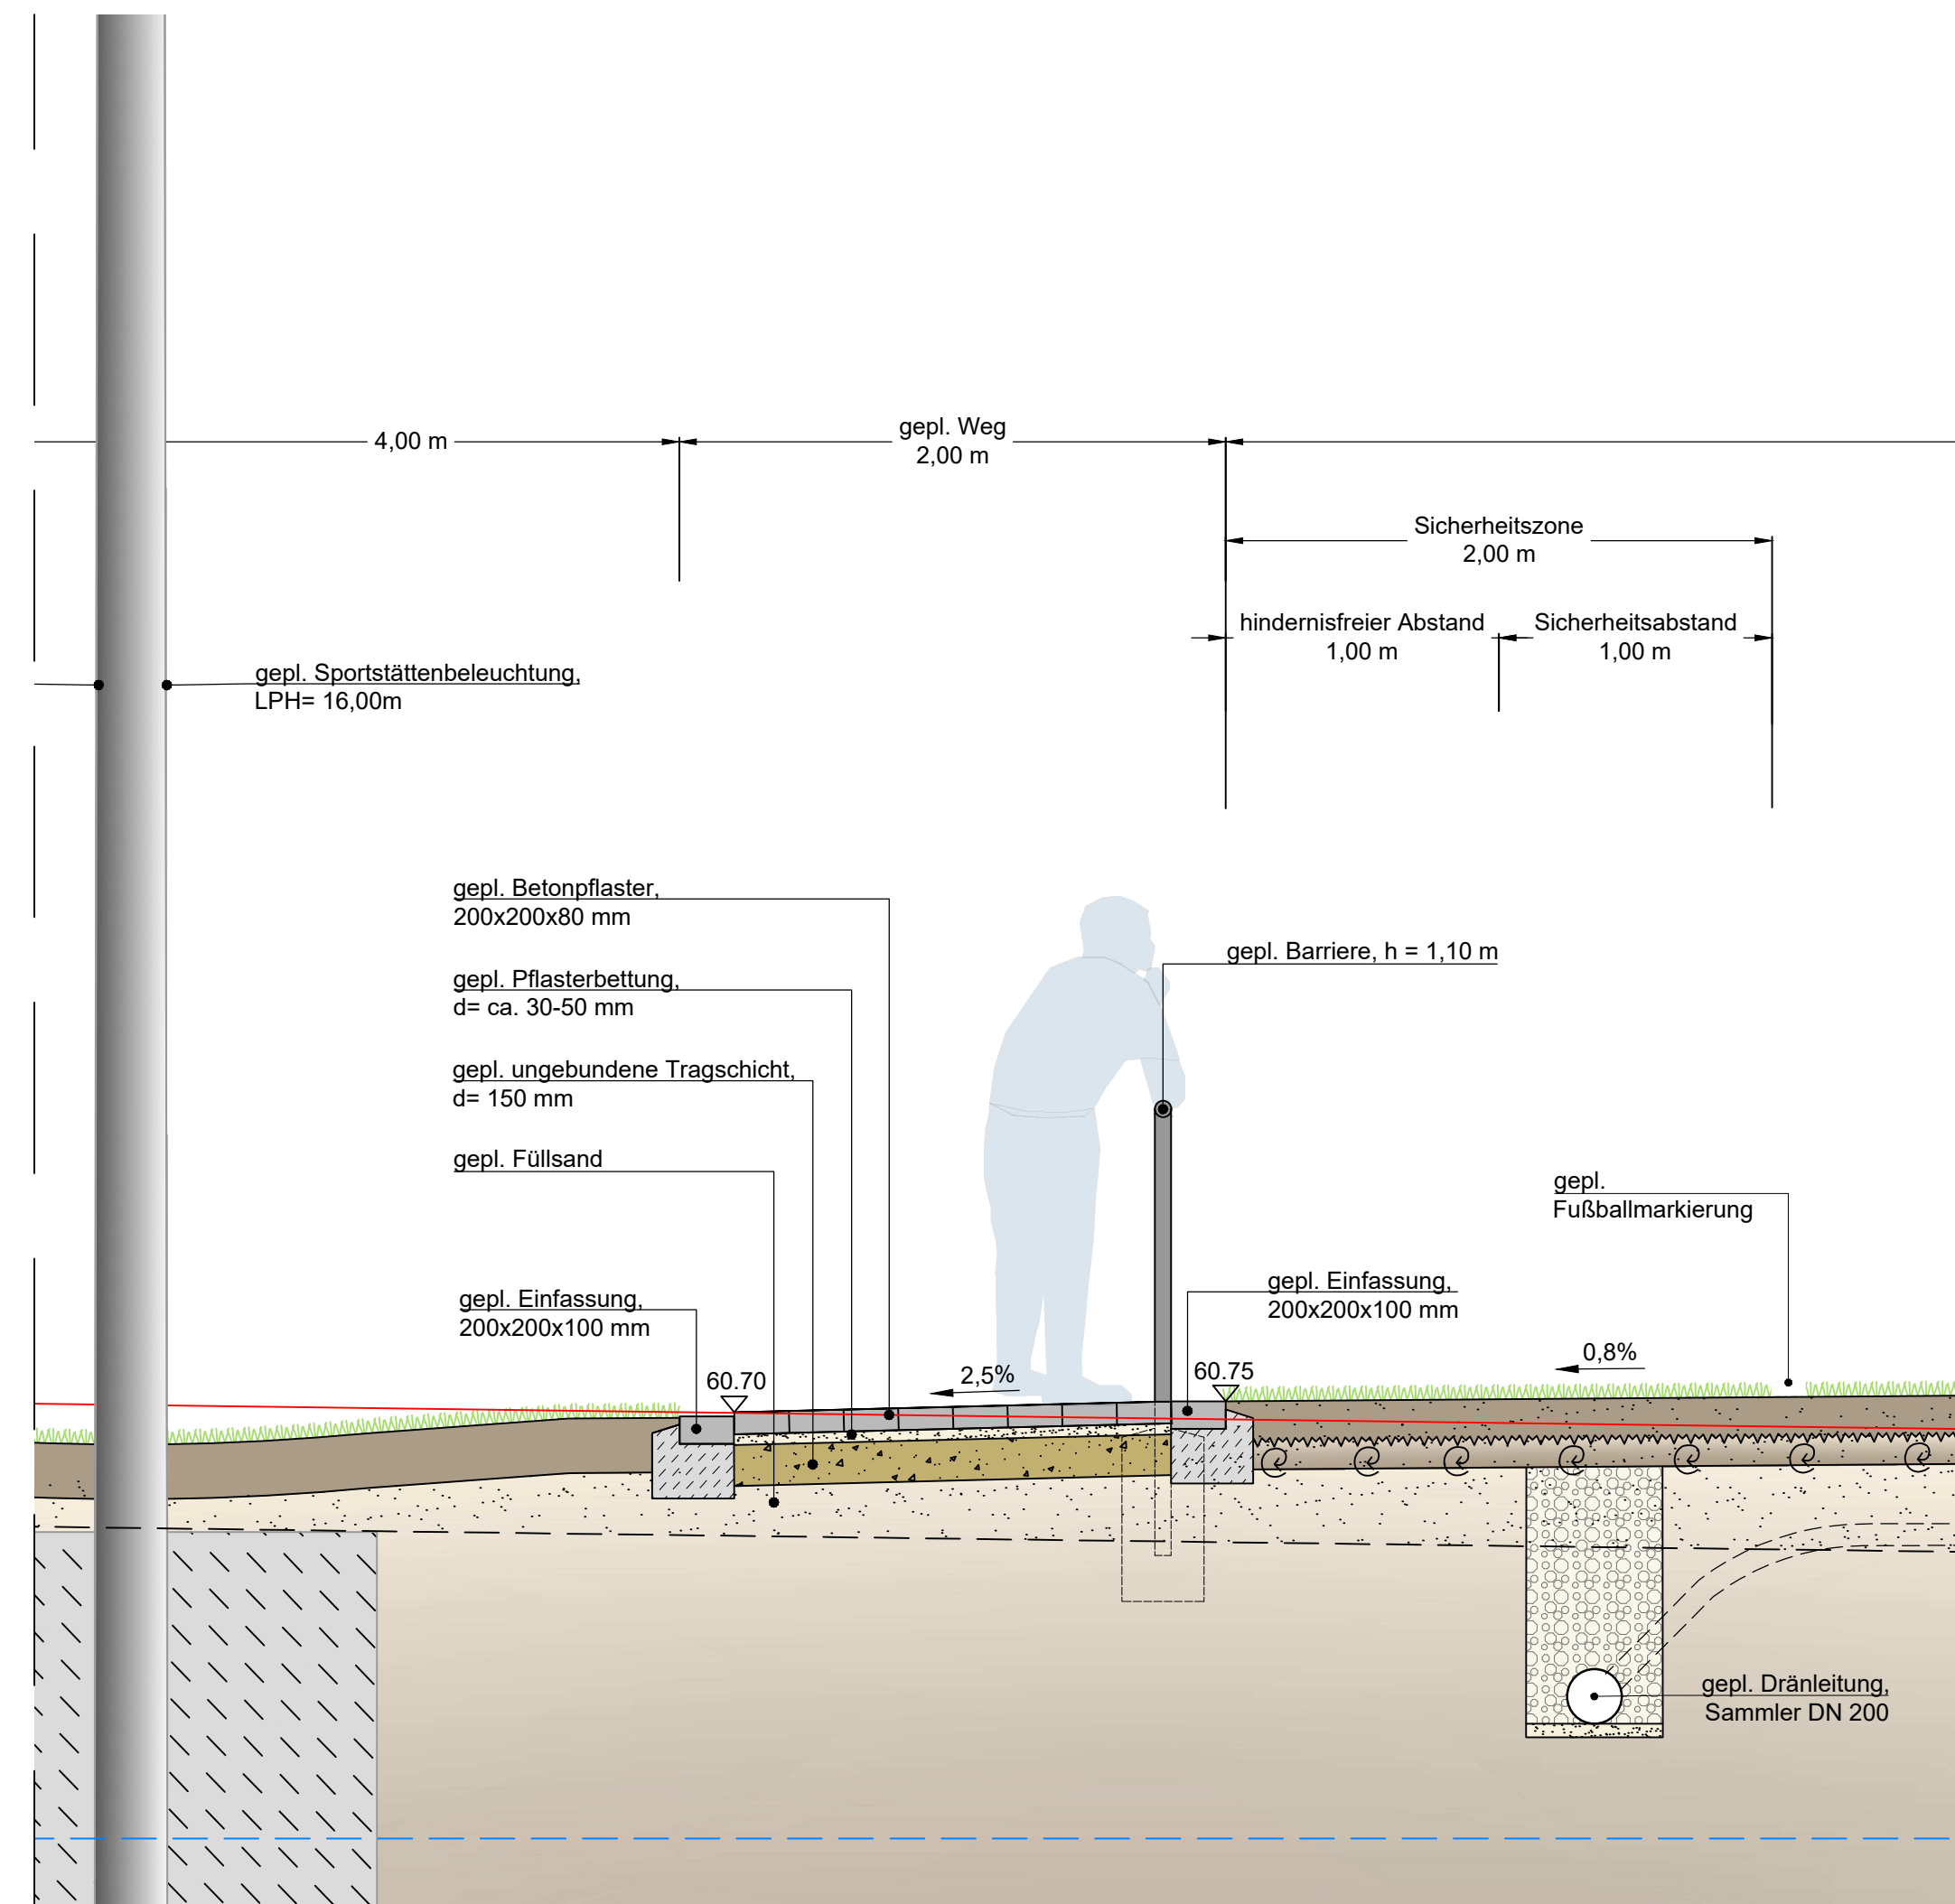 4,00 m
gepl. Weg
2,00 m
Sicherheitszone
2,00 m
hindernisfreier Abstand
1,00 m
Sicherheitsabstand
1,00 m
gepl. Sportstättenbeleuchtung,
LPH= 16,00m
gepl. Betonpflaster,
200x200x80 mm
gepl. Barriere, h = 1,10 m
gepl. Pflasterbettung,
d= ca. 30-50 mm
gepl. ungebundene Tragschicht,
d= 150 mm
gepl. Füllsand
gepl.
Fußballmarkierung
gepl. Einfassung,
200x200x100 mm
gepl. Einfassung,
200x200x100 mm
60.70
2,5%
60.75
0,8%
gepl. Dränleitung,
Sammler DN 200